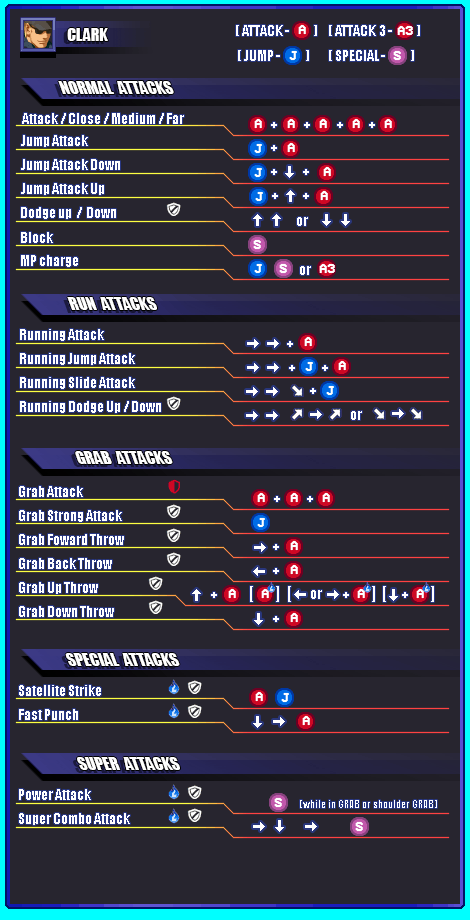 CLARK
[ ATTACK - A ] [ ATTACK 3 - A3 ]
[ JUMP - J ] [ SPECIAL - S ]
NORMAL ATTACKS
Attack / Close / Medium / Far A + A + A + A + A
Jump Attack J + A
Jump Attack Down J + ↓ + A
Jump Attack Up J + ↑ + A
Dodge up / Down ↑ ↑ or ↓ ↓
Block S
MP charge J S or A3
RUN ATTACKS
Running Attack → → + A
Running Jump Attack → → + J + A
Running Slide Attack → → ↘ + J
Running Dodge Up / Down → → ↗ → ↗ or ↘ → ↘
GRAB ATTACKS
Grab Attack A + A + A
Grab Strong Attack J
Grab Foward Throw → + A
Grab Back Throw ← + A
Grab Up Throw ↑ + A [ A ] [ ← or → + A ] [ ↓ + A ]
Grab Down Throw ↓ + A
SPECIAL ATTACKS
Satellite Strike A J
Fast Punch ↓ → A
SUPER ATTACKS
Power Attack S [while in GRAB or shoulder GRAB]
Super Combo Attack → ↓ → S